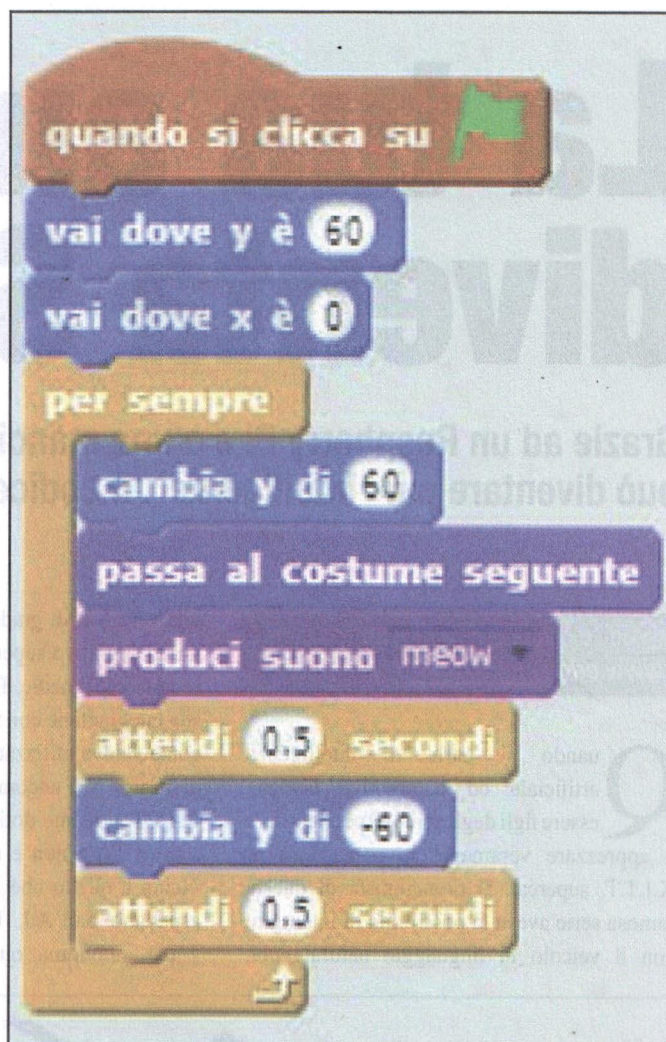 quando si clicca su
vai dove y è 60
vai dove x è 0
per sempre
cambia y di 60
passa al costume seguente
produci suono meow
attendi 0.5 secondi
cambia y di -60
attendi 0.5 secondi